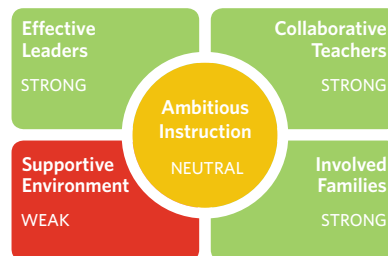 Effective
Leaders
STRONG
Collaborative
Teachers
STRONG
Ambitious
Instruction
NEUTRAL
Supportive
Environment
WEAK
Involved
Families
STRONG